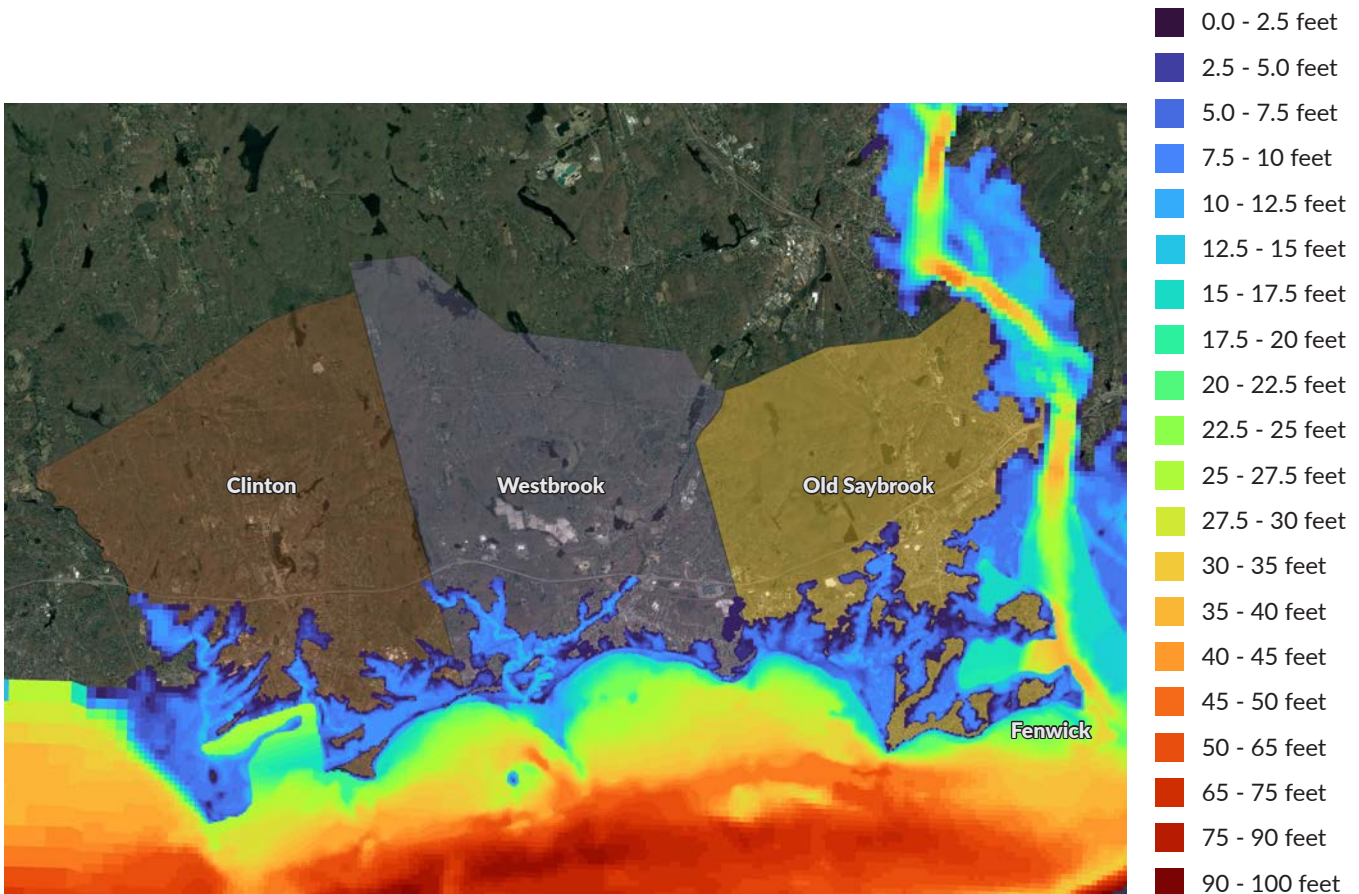 0.0 - 2.5 feet
2.5 - 5.0 feet
5.0 - 7.5 feet
7.5 - 10 feet
10 - 12.5 feet
12.5 - 15 feet
15 - 17.5 feet
17.5 - 20 feet
20 - 22.5 feet
22.5 - 25 feet
25 - 27.5 feet
27.5 - 30 feet
30 - 35 feet
35 - 40 feet
40 - 45 feet
45 - 50 feet
50 - 65 feet
65 - 75 feet
75 - 90 feet
90 - 100 feet
Clinton
Westbrook
Old Saybrook
Fenwick